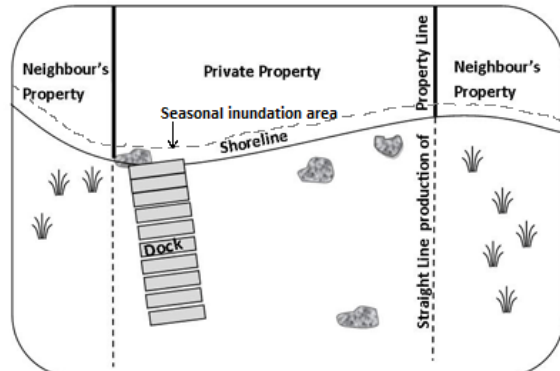 Neighbour's
Property
Private Property
Property Line
Neighbour's
Property
Seasonal inundation area
Shoreline
Straight Line production of
Dock